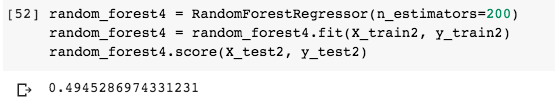 [52] random_forest4 = RandomForestRegressor(n_estimators=200)
random_forest4 = random_forest4.fit(X_train2, y_train2)
random_forest4.score(X_test2, y_test2)
0.4945286974331231